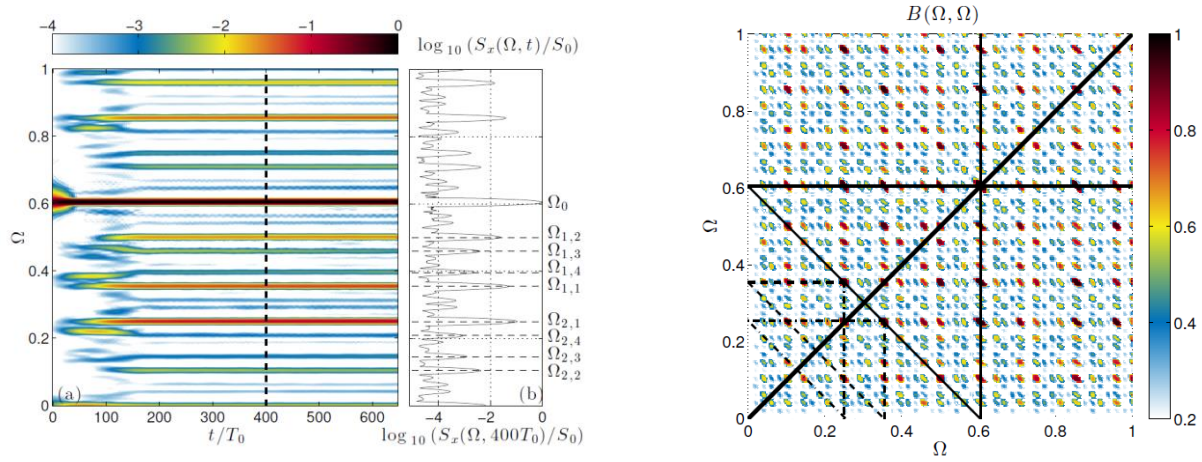 −4 −3 −2 −1 0
log₁₀ (Sₓ(Ω, t)/S₀)
1
0.8
0.6
0.4
0.2
0
Ω
(a)
0 100 200 300 400 500 600
t/T₀
Ω₀
Ω₁,₂
Ω₁,₃
Ω₁,₄
Ω₁,₁
Ω₂,₁
Ω₂,₄
Ω₂,₃
Ω₂,₂
(b)
−4 −2 0
log₁₀ (Sₓ(Ω, 400T₀)/S₀)
B(Ω, Ω)
1
0.8
0.6
0.4
0.2
0
0 0.2 0.4 0.6 0.8 1
Ω
1
0.8
0.6
0.4
0.2